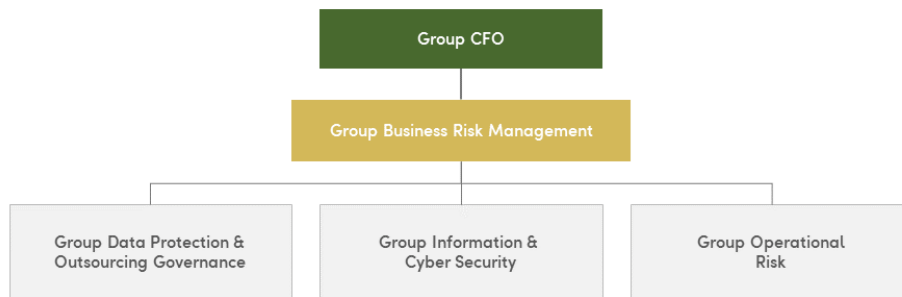 Group CFO
Group Business Risk Management
Group Data Protection &
Outsourcing Governance
Group Information &
Cyber Security
Group Operational
Risk